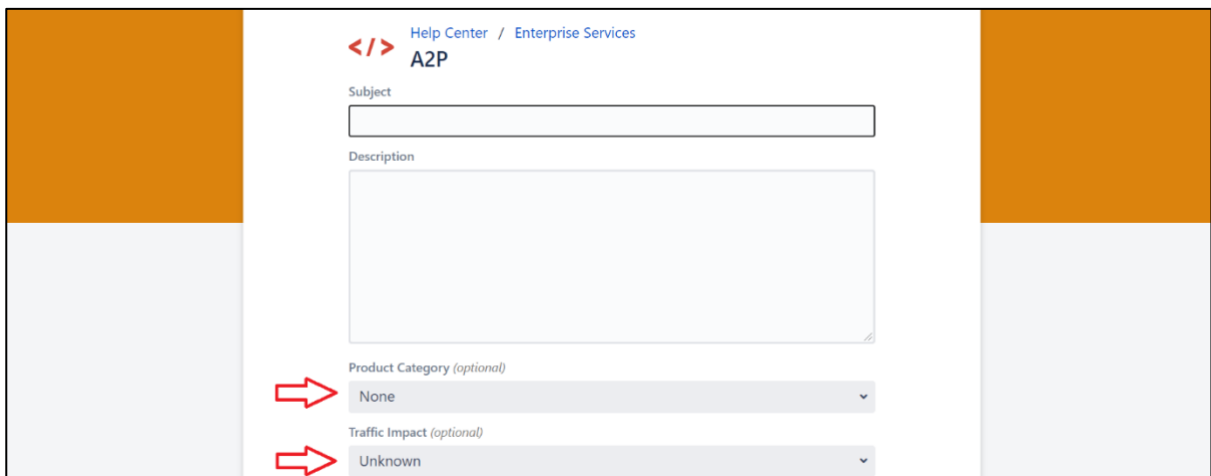 </>
Help Center / Enterprise Services
A2P
Subject
Description
Product Category (optional)
None
Traffic Impact (optional)
Unknown